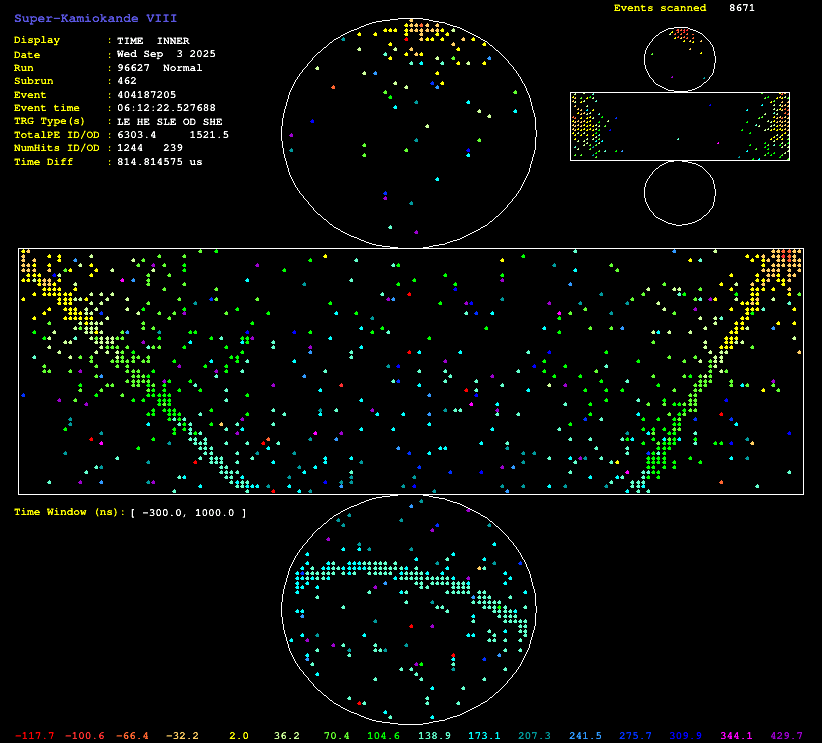 Super-Kamiokande VIII
Events scanned 8671
Display : TIME INNER
Date : Wed Sep 3 2025
Run : 96627 Normal
Subrun : 462
Event : 404187205
Event time : 06:12:22.527688
TRG Type(s) : LE HE SLE OD SHE
TotalPE ID/OD : 6303.4 1521.5
NumHits ID/OD : 1244 239
Time Diff : 814.814575 us
Time Window (ns): [ -300.0, 1000.0 ]
-117.7 -100.6 -66.4 -32.2 2.0 36.2 70.4 104.6 138.9 173.1 207.3 241.5 275.7 309.9 344.1 429.7